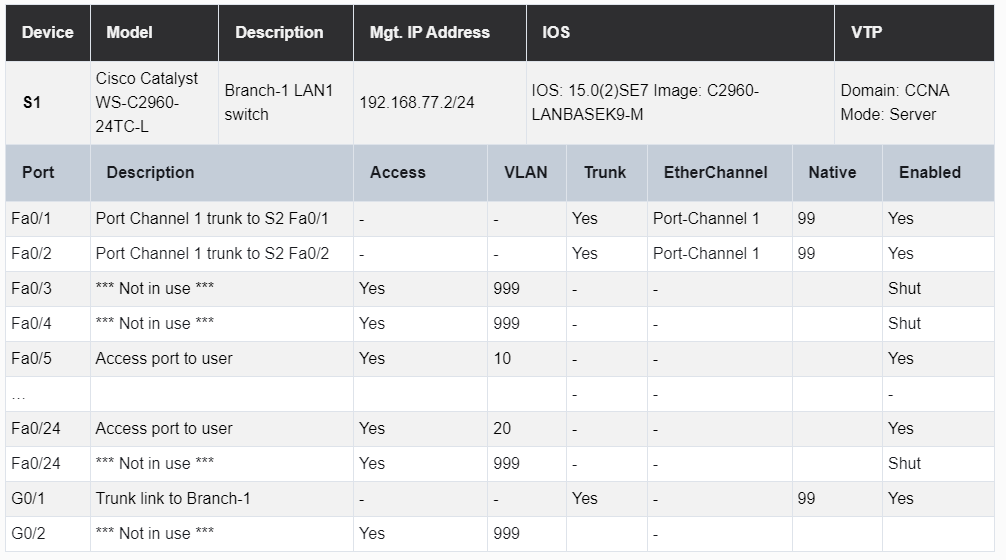 Device Model Description Mgt. IP Address IOS VTP
S1 Cisco Catalyst WS-C2960-24TC-L Branch-1 LAN1 switch 192.168.77.2/24 IOS: 15.0(2)SE7 Image: C2960-LANBASEK9-M Domain: CCNA Mode: Server
Port Description Access VLAN Trunk EtherChannel Native Enabled
Fa0/1 Port Channel 1 trunk to S2 Fa0/1 - - Yes Port-Channel 1 99 Yes
Fa0/2 Port Channel 1 trunk to S2 Fa0/2 - - Yes Port-Channel 1 99 Yes
Fa0/3 *** Not in use *** Yes 999 - - Shut
Fa0/4 *** Not in use *** Yes 999 - - Shut
Fa0/5 Access port to user Yes 10 - - Yes
... - - -
Fa0/24 Access port to user Yes 20 - - Yes
Fa0/24 *** Not in use *** Yes 999 - - Shut
G0/1 Trunk link to Branch-1 - - Yes - 99 Yes
G0/2 *** Not in use *** Yes 999 -